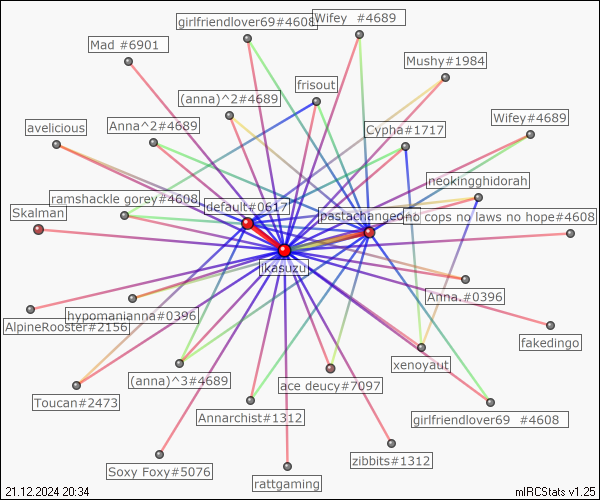 girlfriendlover69#4608
Wifey #4689
Mad #6901
Mushy#1984
frisout
(anna)^2#4689
Wifey#4689
avelicious
Anna^2#4689
Cypha#1717
neokingghidorah
ramshackle gorey#4608
default#0617
Skalman
pastachanged
no cops no laws no hope#4608
ikasuzu
Anna.#0396
hypomanianna#0396
AlpineRooster#2156
fakedingo
xenoyaut
(anna)^3#4689
ace deucy#7097
Toucan#2473
Annarchist#1312
girlfriendlover69 #4608
zibbits#1312
Soxy Foxy#5076
rattgaming
21.12.2024 20:34
mIRCStats v1.25